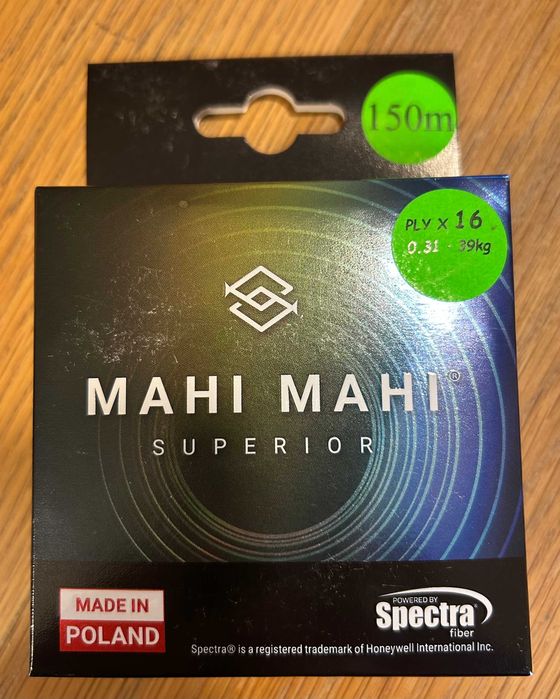 150m
PLY x 16
0.31 - 39kg
MAHI MAHI®
SUPERIOR
MADE IN
POLAND
POWERED BY
Spectra®
fiber
Spectra® is a registered trademark of Honeywell International Inc.